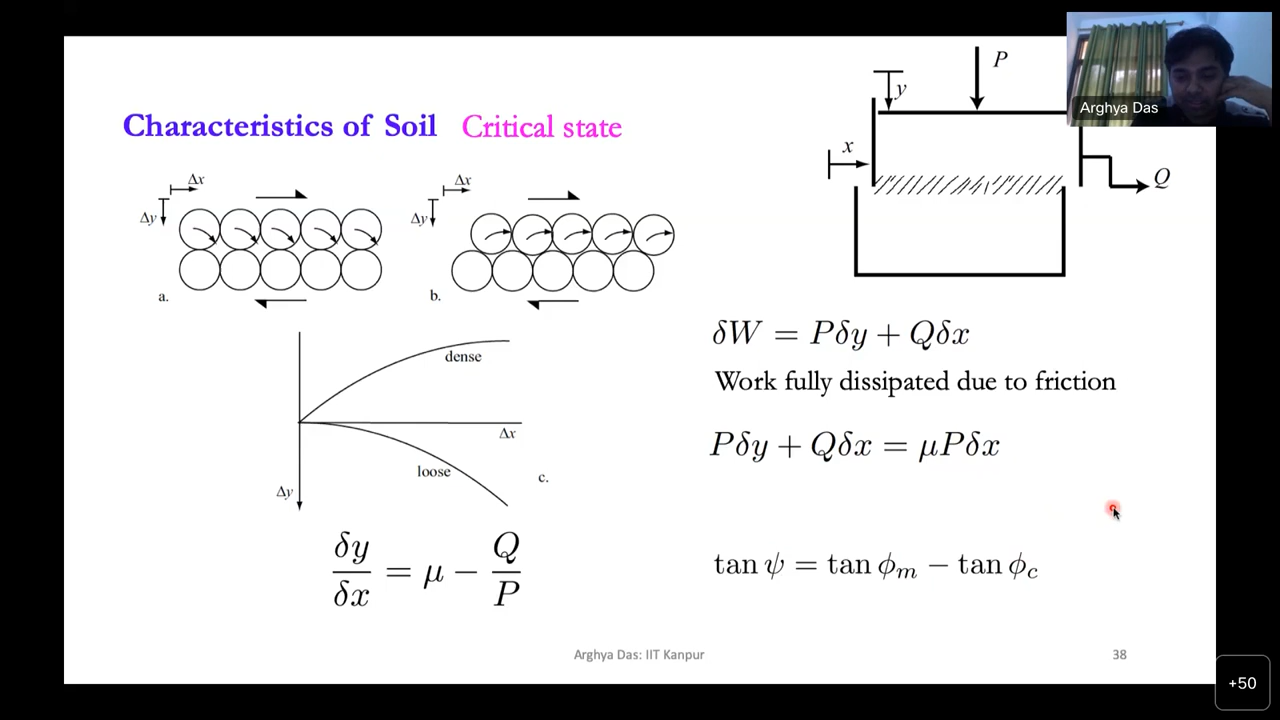 Characteristics of Soil Critical state
Δx
Δy
a.
Δx
Δy
b.
dense
Δx
loose
c.
Δy
δy/δx = μ − Q/P
y
P
x
Q
Arghya Das
δW = Pδy + Qδx
Work fully dissipated due to friction
Pδy + Qδx = μPδx
tan ψ = tan ϕm − tan ϕc
Arghya Das: IIT Kanpur
38
+50